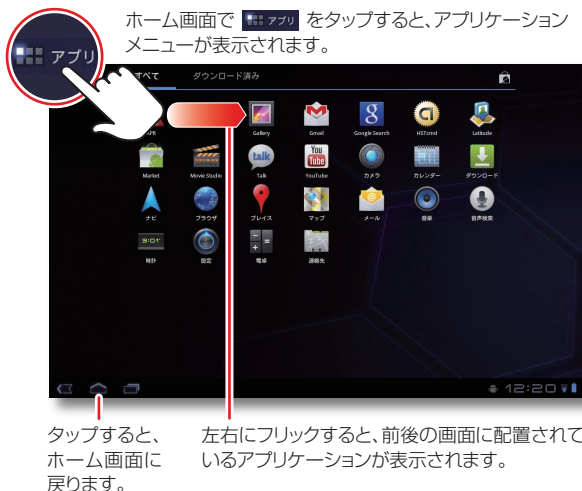 ホーム画面で アプリ をタップすると、アプリケーション
メニューが表示されます。
アプリ
すべて ダウンロード済み
Gallery Gmail Google Search HSTcmd Latitude
Market Movie Studio Talk YouTube カメラ カレンダー ダウンロード
ナビ ブラウザ プレイス マップ メール 音楽 音声検索
時計 設定 電卓 連絡先
12:20
タップすると、
ホーム画面に
戻ります。
左右にフリックすると、前後の画面に配置されて
いるアプリケーションが表示されます。